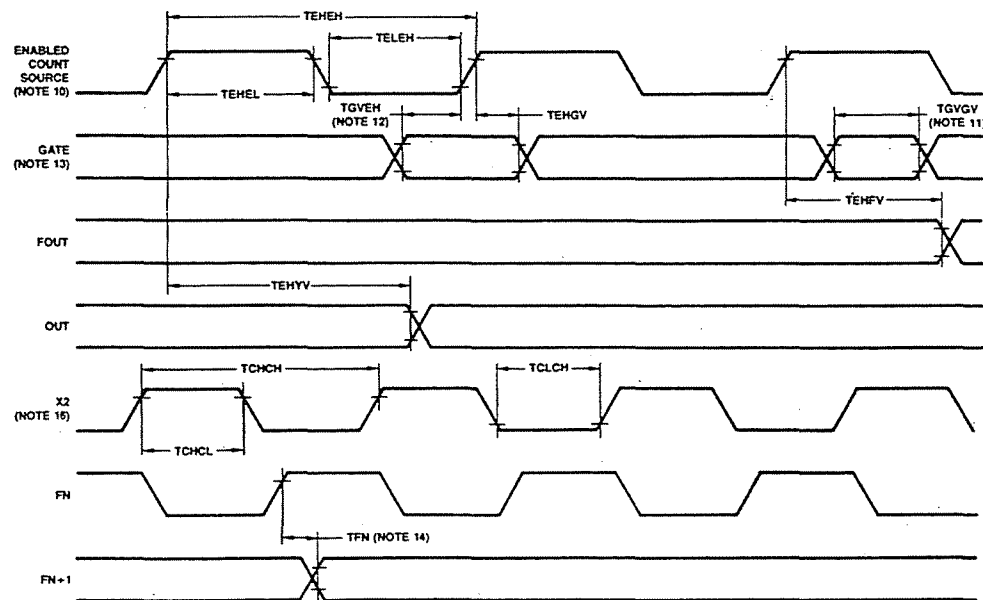 TEHEH
TELEH
ENABLED
COUNT
SOURCE
(NOTE 10)
TEHEL
TGVEH
(NOTE 12)
TEHGV
TGVGV
(NOTE 11)
GATE
(NOTE 13)
TEHFV
FOUT
TEHYV
OUT
TCHCH
TCLCH
X2
(NOTE 16)
TCHCL
FN
TFN (NOTE 14)
FN+1